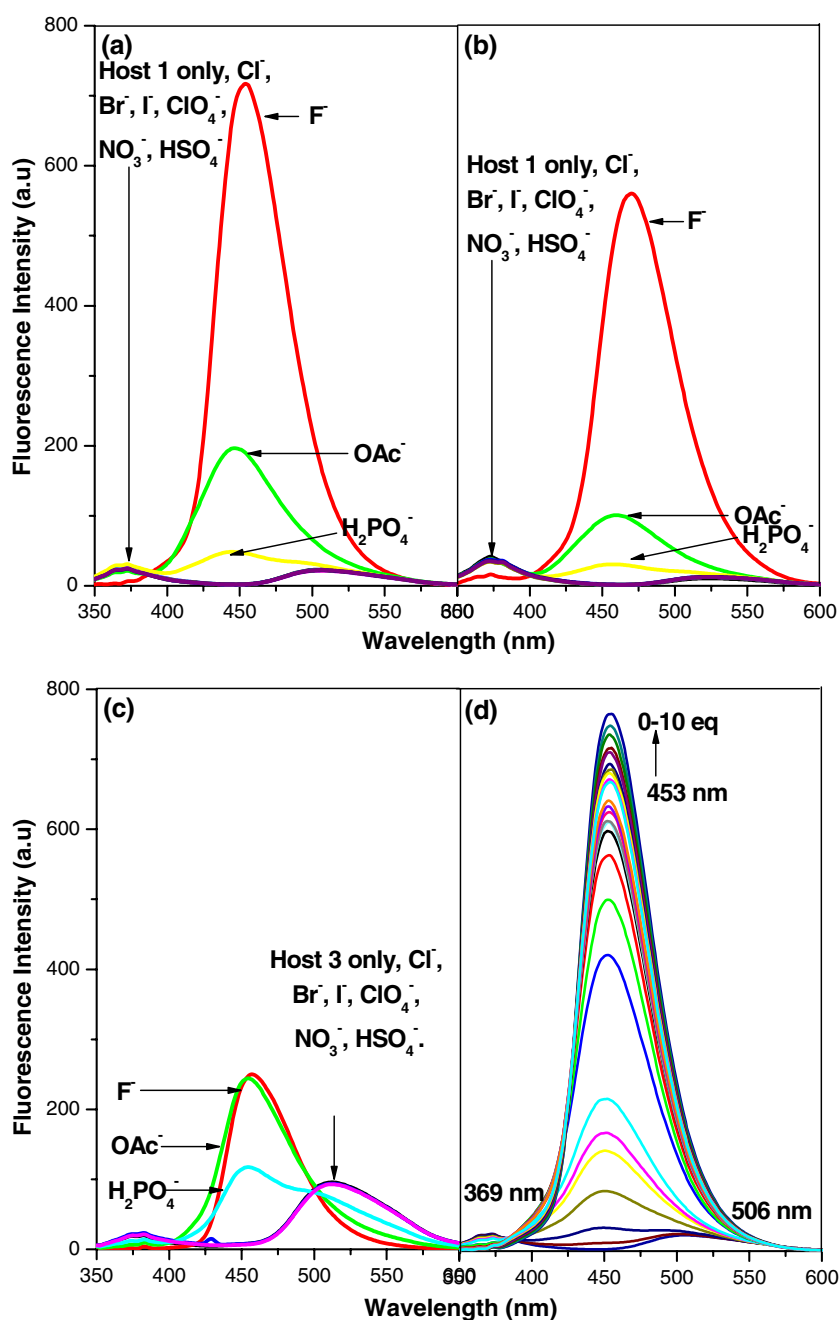 (a)
Host 1 only, Cl⁻,
Br⁻, I⁻, ClO₄⁻,
NO₃⁻, HSO₄⁻
F⁻
OAc⁻
H₂PO₄⁻
800
600
400
200
0
Fluorescence Intensity (a.u)
350 400 450 500 550 600
(b)
Host 1 only, Cl⁻,
Br⁻, I⁻, ClO₄⁻,
NO₃⁻, HSO₄⁻
F⁻
OAc⁻
H₂PO₄⁻
350 400 450 500 550 600
Wavelength (nm)
(c)
Host 3 only, Cl⁻,
Br⁻, I⁻, ClO₄⁻,
NO₃⁻, HSO₄⁻.
F⁻
OAc⁻
H₂PO₄⁻
800
600
400
200
0
Fluorescence Intensity (a.u)
350 400 450 500 550 600
(d)
0-10 eq
453 nm
369 nm
506 nm
350 400 450 500 550 600
Wavelength (nm)